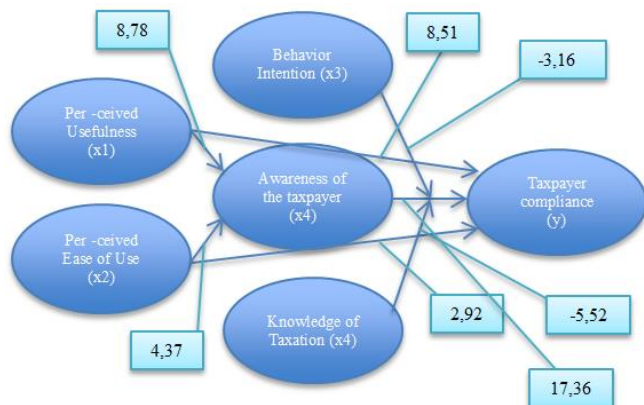 8,78
8,51
Behavior
Intention (x3)
-3,16
Per -ceived
Usefulness
(x1)
Awareness of
the taxpayer
(x4)
Taxpayer
compliance
(y)
Per -ceived
Ease of Use
(x2)
Knowledge of
Taxation (x4)
2,92
-5,52
4,37
17,36